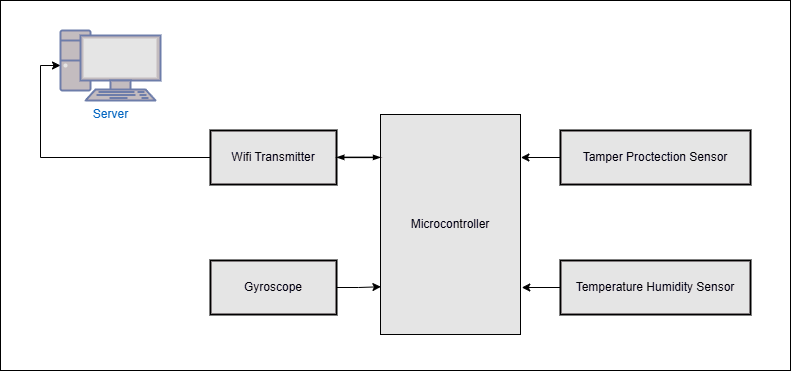 Server
Wifi Transmitter
Tamper Proctection Sensor
Microcontroller
Gyroscope
Temperature Humidity Sensor